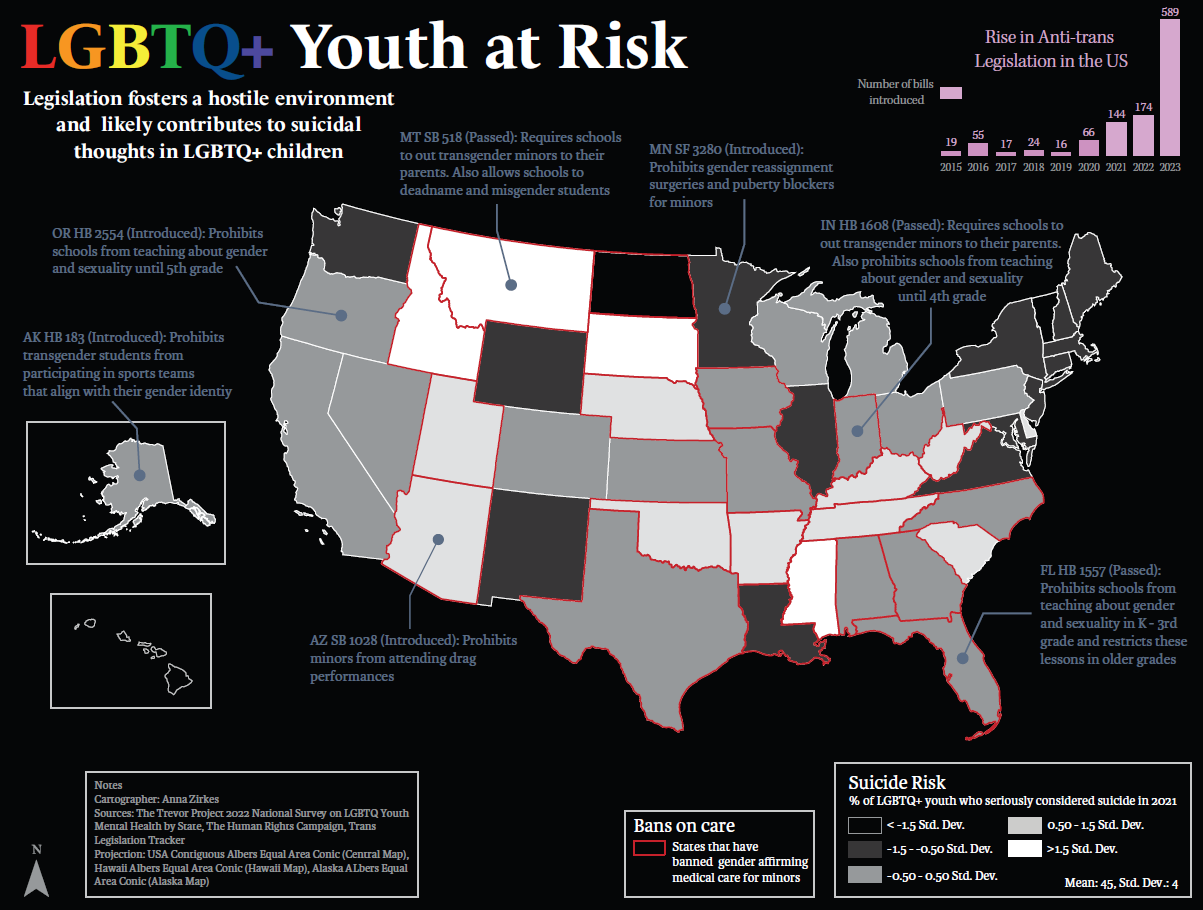 LGBTQ+ Youth at Risk
Legislation fosters a hostile environment
and likely contributes to suicidal
thoughts in LGBTQ+ children
Rise in Anti-trans
Legislation in the US
Number of bills
introduced
19
55
17
24
16
66
144
174
589
2015
2016
2017
2018
2019
2020
2021
2022
2023
MT SB 518 (Passed): Requires schools
to out transgender minors to their
parents. Also allows schools to
deadname and misgender students
MN SF 3280 (Introduced):
Prohibits gender reassignment
surgeries and puberty blockers
for minors
OR HB 2554 (Introduced): Prohibits
schools from teaching about gender
and sexuality until 5th grade
IN HB 1608 (Passed): Requires schools to
out transgender minors to their parents.
Also prohibits schools from teaching
about gender and sexuality
until 4th grade
AK HB 183 (Introduced): Prohibits
transgender students from
participating in sports teams
that align with their gender identiy
FL HB 1557 (Passed):
Prohibits schools from
teaching about gender
and sexuality in K - 3rd
grade and restricts these
lessons in older grades
AZ SB 1028 (Introduced): Prohibits
minors from attending drag
performances
Notes
Cartographer: Anna Zirkes
Sources: The Trevor Project 2022 National Survey on LGBTQ Youth
Mental Health by State, The Human Rights Campaign, Trans
Legislation Tracker
Projection: USA Contiguous Albers Equal Area Conic (Central Map),
Hawaii Albers Equal Area Conic (Hawaii Map), Alaska ALbers Equal
Area Conic (Alaska Map)
N
Bans on care
States that have
banned gender affirming
medical care for minors
Suicide Risk
% of LGBTQ+ youth who seriously considered suicide in 2021
< -1.5 Std. Dev.
-1.5 - -0.50 Std. Dev.
-0.50 - 0.50 Std. Dev.
0.50 - 1.5 Std. Dev.
>1.5 Std. Dev.
Mean: 45, Std. Dev.: 4